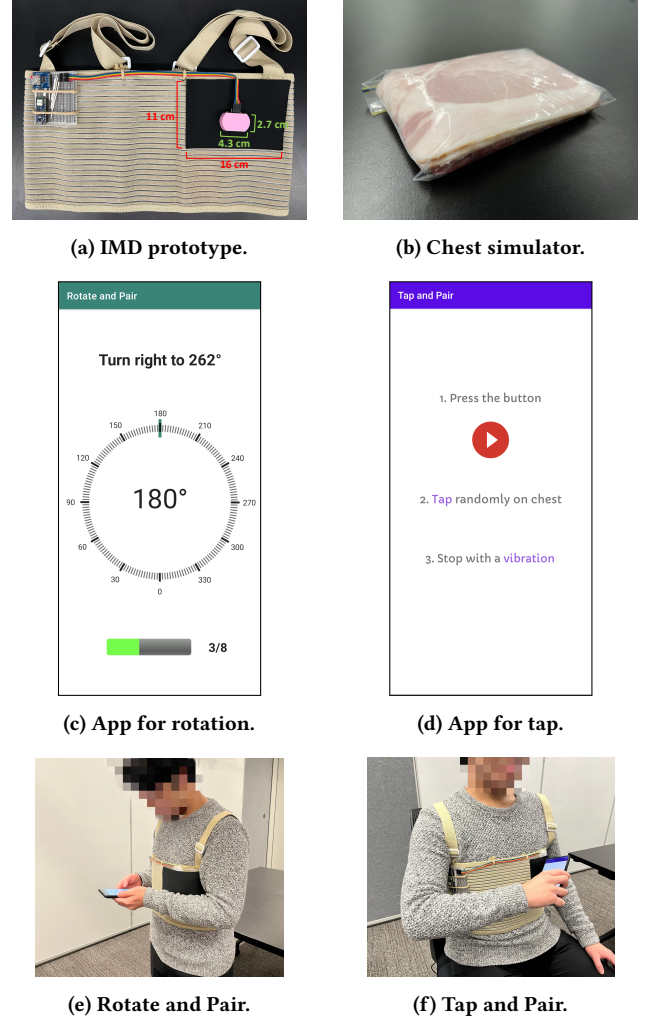 11 cm
2.7 cm
4.3 cm
16 cm
(a) IMD prototype.
(b) Chest simulator.
Rotate and Pair
Turn right to 262°
180
150
210
120
240
90
180°
270
60
300
30
330
0
3/8
(c) App for rotation.
Tap and Pair
1. Press the button
2. Tap randomly on chest
3. Stop with a vibration
(d) App for tap.
(e) Rotate and Pair.
(f) Tap and Pair.